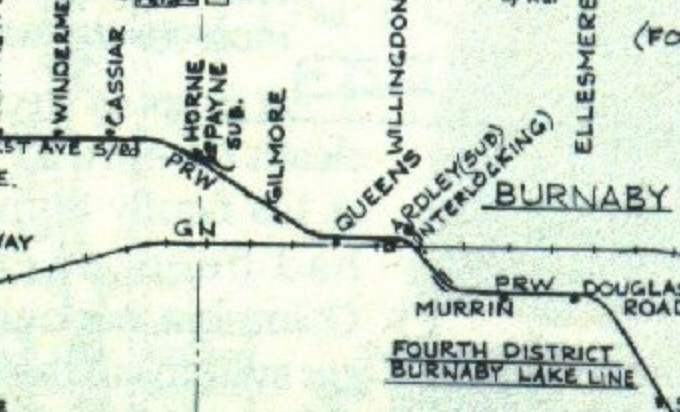 WINDERME
CASSIAR
HORNE
PAYNE
SUB.
GILMORE
WILLINGDON
ELLESMERE
(FO
EST AVE S/B
PRW
E.
WAY
GN
QUEENS
ARDLEY(SUB)
INTERLOCKING)
BURNABY
MURRIN
PRW
DOUGLAS
ROAD
FOURTH DISTRICT
BURNABY LAKE LINE